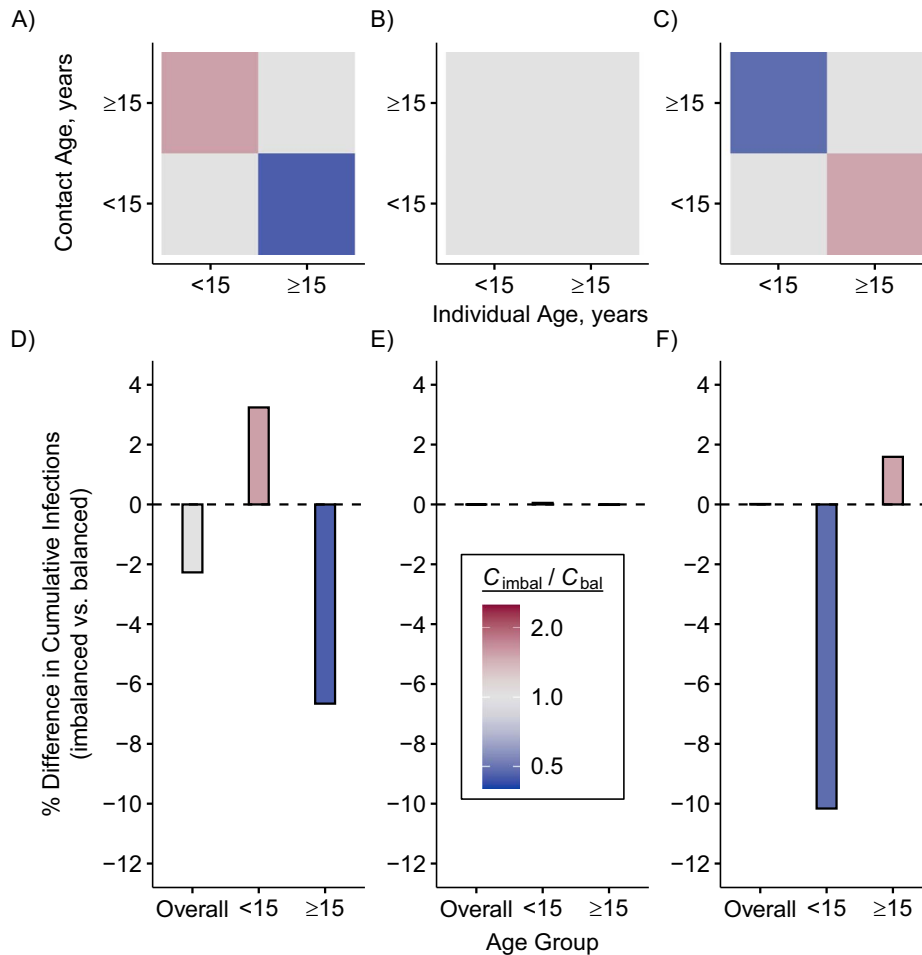 A)
B)
C)
Contact Age, years
≥15
<15
≥15
<15
≥15
<15
<15
≥15
<15
≥15
<15
≥15
Individual Age, years
D)
E)
F)
% Difference in Cumulative Infections
(imbalanced vs. balanced)
4
2
0
−2
−4
−6
−8
−10
−12
4
2
0
−2
−4
−6
−8
−10
−12
4
2
0
−2
−4
−6
−8
−10
−12
C imbal / C bal
2.0
1.0
0.5
Overall <15 ≥15
Overall <15 ≥15
Overall <15 ≥15
Age Group